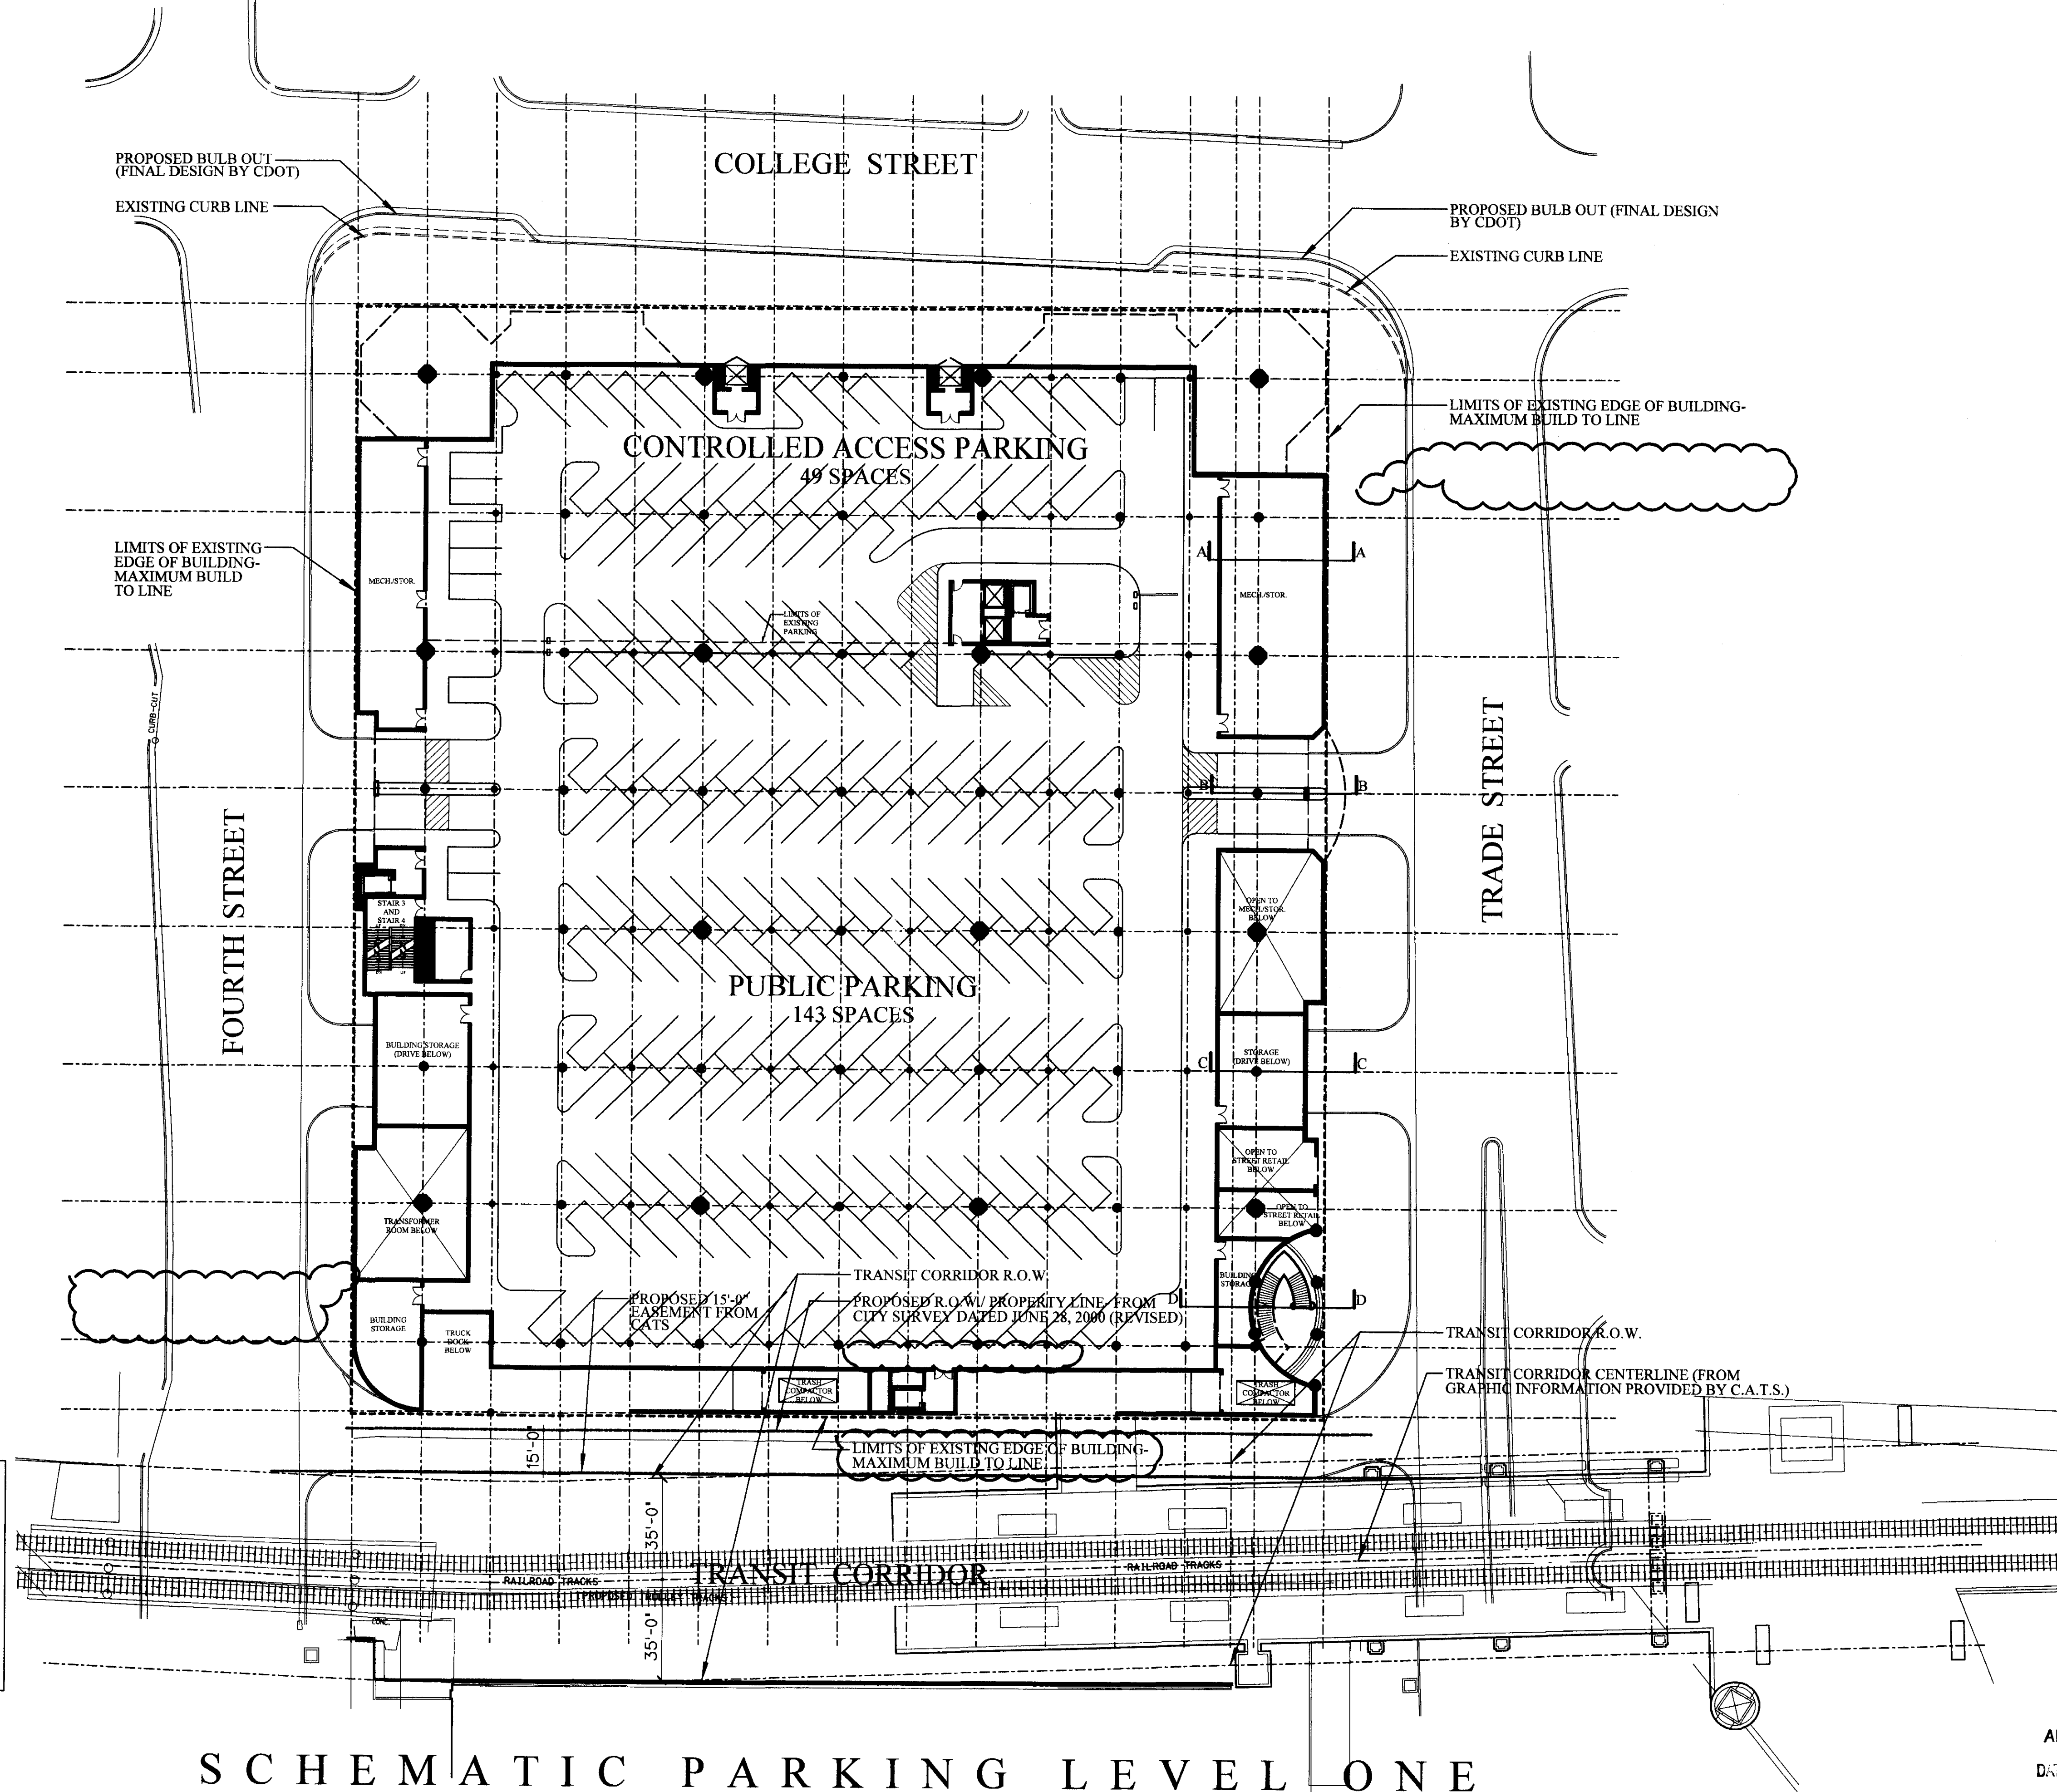 COLLEGE STREET
PROPOSED BULB OUT
(FINAL DESIGN BY CDOT)
EXISTING CURB LINE
PROPOSED BULB OUT (FINAL DESIGN
BY CDOT)
EXISTING CURB LINE
LIMITS OF EXISTING EDGE OF BUILDING-
MAXIMUM BUILD TO LINE
CONTROLLED ACCESS PARKING
49 SPACES
LIMITS OF EXISTING
EDGE OF BUILDING-
MAXIMUM BUILD
TO LINE
MECH./STOR.
A
A
MECH./STOR.
LIMITS OF
EXISTING
PARKING
CURB-CUT
B
B
FOURTH STREET
TRADE STREET
STAIR 3
AND
STAIR 4
OPEN TO
MECH./STOR.
BELOW
PUBLIC PARKING
143 SPACES
BUILDING STORAGE
(DRIVE BELOW)
STORAGE
(DRIVE BELOW)
C
C
OPEN TO
STREET RETAIL
BELOW
OPEN TO
STREET RETAIL
BELOW
TRANSFORMER
ROOM BELOW
BUILDING
STORAGE
D
D
TRANSIT CORRIDOR R.O.W.
PROPOSED 15'-0"
EASEMENT FROM
CATS
PROPOSED R.O.W./ PROPERTY LINE- FROM
CITY SURVEY DATED JUNE 28, 2000 (REVISED)
BUILDING
STORAGE
TRUCK
DOCK
BELOW
TRANSIT CORRIDOR R.O.W.
TRANSIT CORRIDOR CENTERLINE (FROM
GRAPHIC INFORMATION PROVIDED BY C.A.T.S.)
TRASH
COMPACTOR
BELOW
TRASH
COMPACTOR
BELOW
15'-0"
LIMITS OF EXISTING EDGE OF BUILDING-
MAXIMUM BUILD TO LINE
35'-0"
TRANSIT CORRIDOR
RAILROAD TRACKS
RAILROAD TRACKS
35'-0"
CONC.
SCHEMATIC PARKING LEVEL ONE